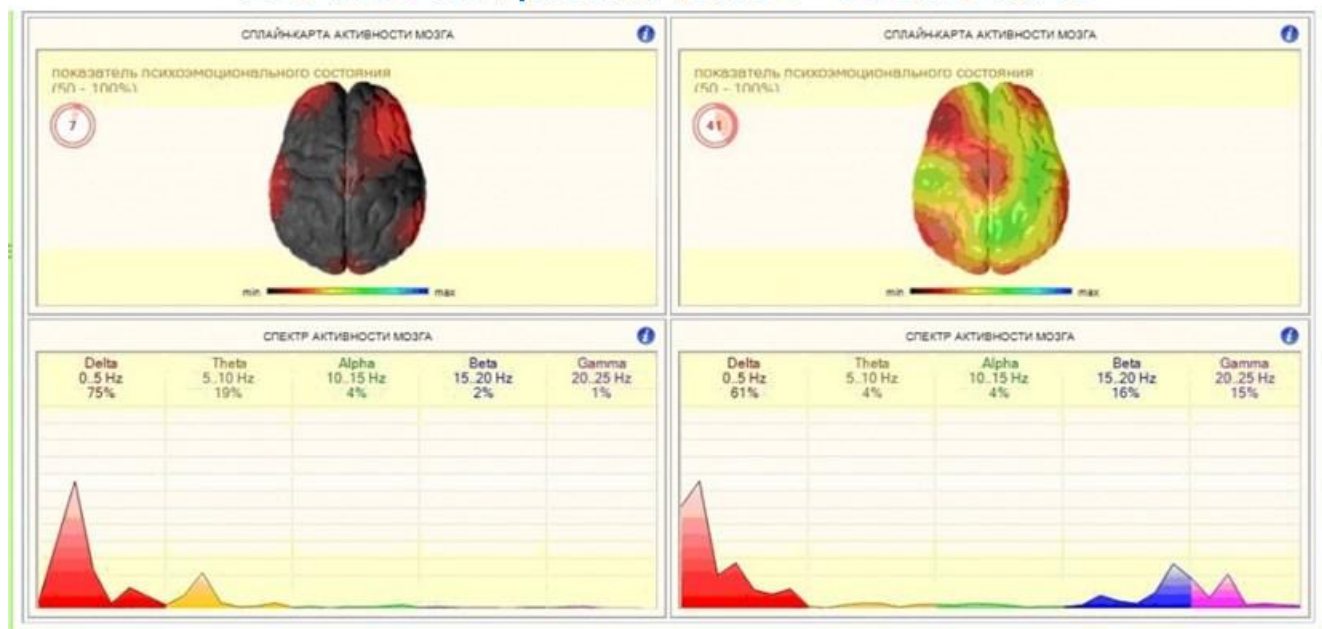 СПЛАЙН-КАРТА АКТИВНОСТИ МОЗГА
показатель психоэмоционального состояния
(50 - 100%)
7
min max
СПЛАЙН-КАРТА АКТИВНОСТИ МОЗГА
показатель психоэмоционального состояния
(50 - 100%)
41
min max
СПЕКТР АКТИВНОСТИ МОЗГА
Delta Theta Alpha Beta Gamma
0..5 Hz 5..10 Hz 10..15 Hz 15..20 Hz 20..25 Hz
75% 19% 4% 2% 1%
СПЕКТР АКТИВНОСТИ МОЗГА
Delta Theta Alpha Beta Gamma
0..5 Hz 5..10 Hz 10..15 Hz 15..20 Hz 20..25 Hz
61% 4% 4% 16% 15%